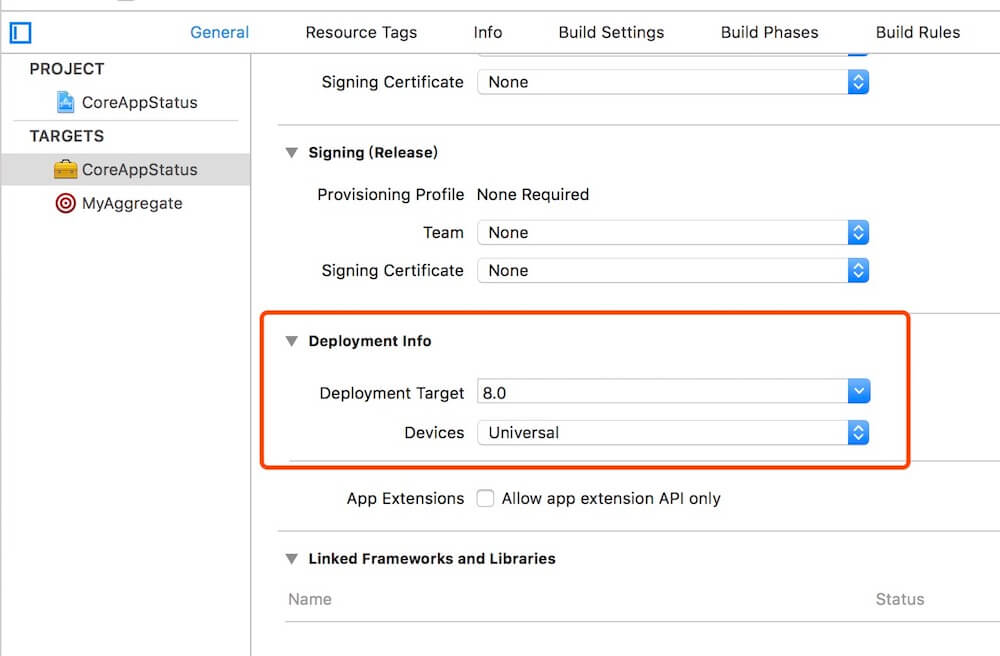 General Resource Tags Info Build Settings Build Phases Build Rules
PROJECT
CoreAppStatus
TARGETS
CoreAppStatus
MyAggregate
Signing Certificate None
Signing (Release)
Provisioning Profile None Required
Team None
Signing Certificate None
Deployment Info
Deployment Target 8.0
Devices Universal
App Extensions Allow app extension API only
Linked Frameworks and Libraries
Name Status